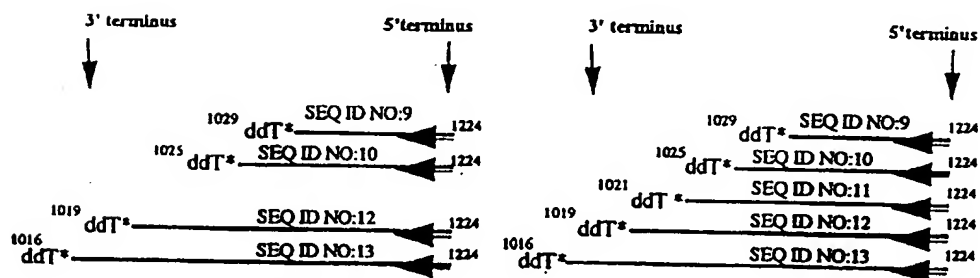 3' terminus 5'terminus
1029 ddT* SEQ ID NO:9 1224
1025 ddT* SEQ ID NO:10 1224
1019 ddT* SEQ ID NO:12 1224
1016 ddT* SEQ ID NO:13 1224
3' terminus 5'terminus
1029 ddT* SEQ ID NO:9 1224
1025 ddT* SEQ ID NO:10 1224
1021 ddT* SEQ ID NO:11 1224
1019 ddT* SEQ ID NO:12 1224
1016 ddT* SEQ ID NO:13 1224